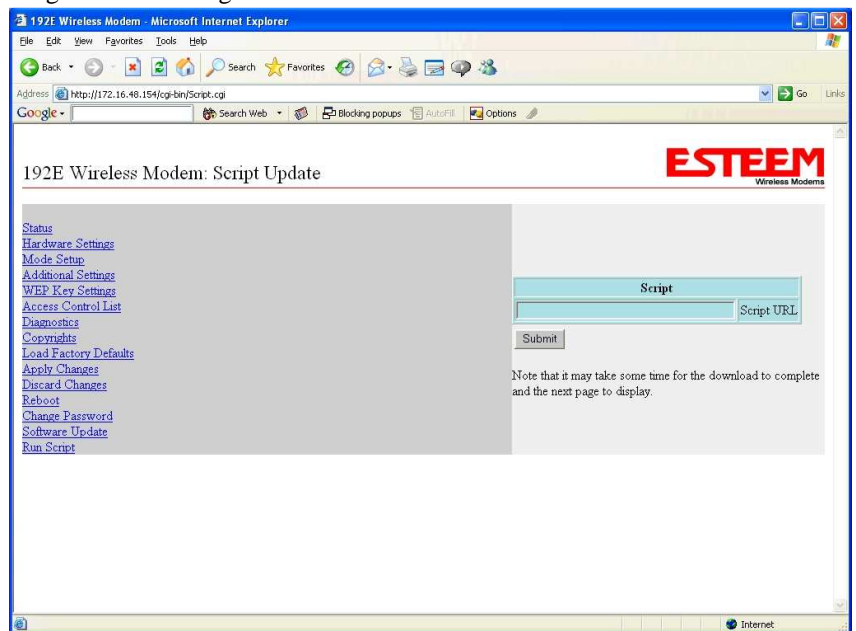 192E Wireless Modem - Microsoft Internet Explorer
File Edit View Favorites Tools Help
Back Search Favorites
Address http://172.16.48.154/cgi-bin/Script.cgi Go Links
Google Search Web Blocking popups AutoFill Options
192E Wireless Modem: Script Update
ESTEEM
Wireless Modems
Status
Hardware Settings
Mode Setup
Additional Settings
WEP Key Settings
Access Control List
Diagnostics
Copyrights
Load Factory Defaults
Apply Changes
Discard Changes
Reboot
Change Password
Software Update
Run Script
Script
Script URL
Submit
Note that it may take some time for the download to complete
and the next page to display.
Internet